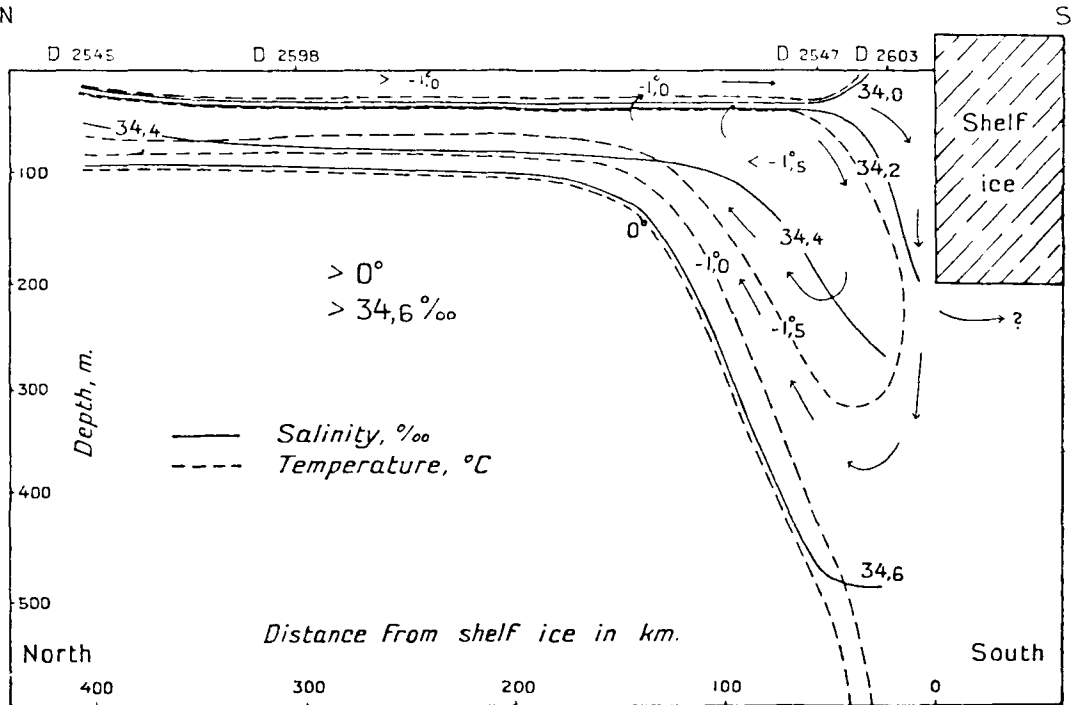 N S
D 2545 D 2598 D 2547 D 2603
> -1,°0 -1,°0 34,0
Shelf
34,4 < -1,°5 34,2
100 ice
0° -1,°0 34,4
> 0°
200
> 34,6 ‰ -1,°5 ?
300
Depth, m.
Salinity, ‰
Temperature, °C
400
34,6
500
Distance From shelf ice in km.
North South
400 300 200 100 0